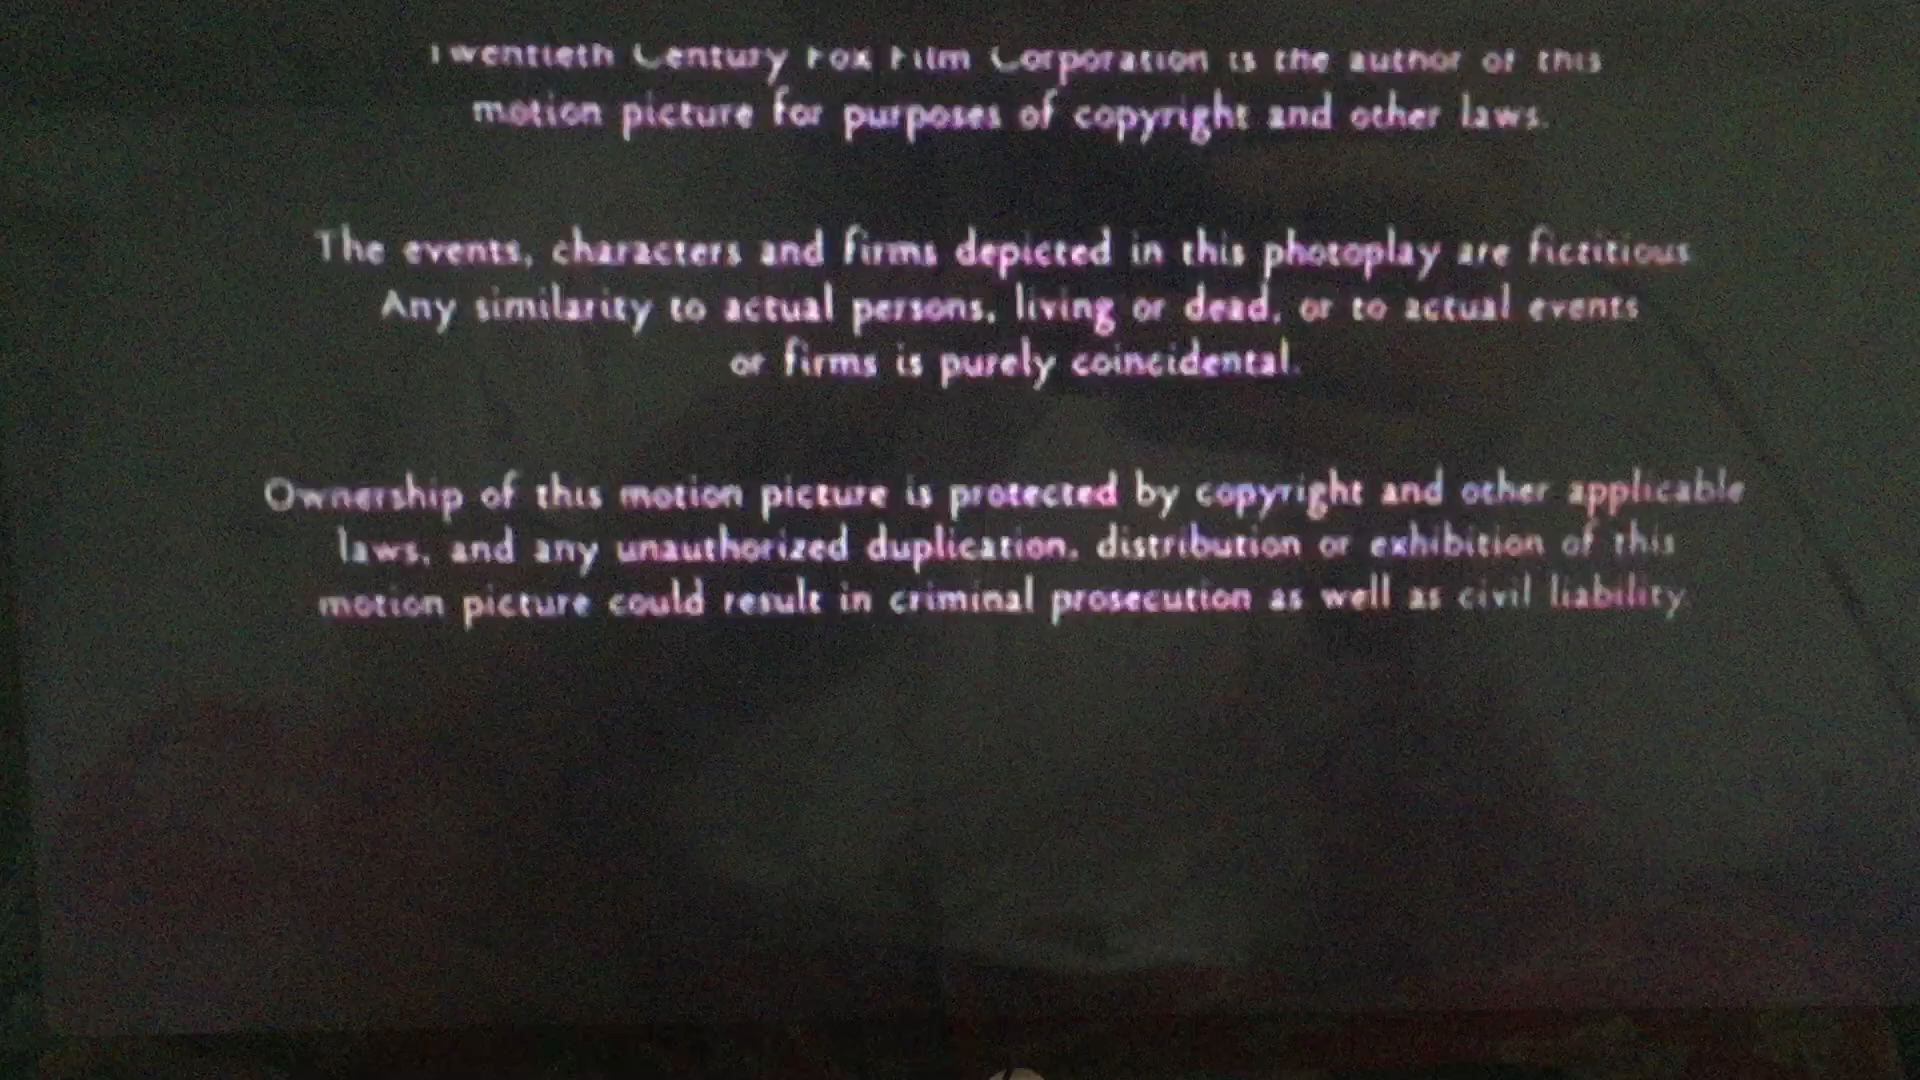 Twentieth Century Fox Film Corporation is the author of this
motion picture for purposes of copyright and other laws.
The events, characters and firms depicted in this photoplay are fictitious
Any similarity to actual persons, living or dead, or to actual events
or firms is purely coincidental.
Ownership of this motion picture is protected by copyright and other applicable
laws, and any unauthorized duplication, distribution or exhibition of this
motion picture could result in criminal prosecution as well as civil liability.